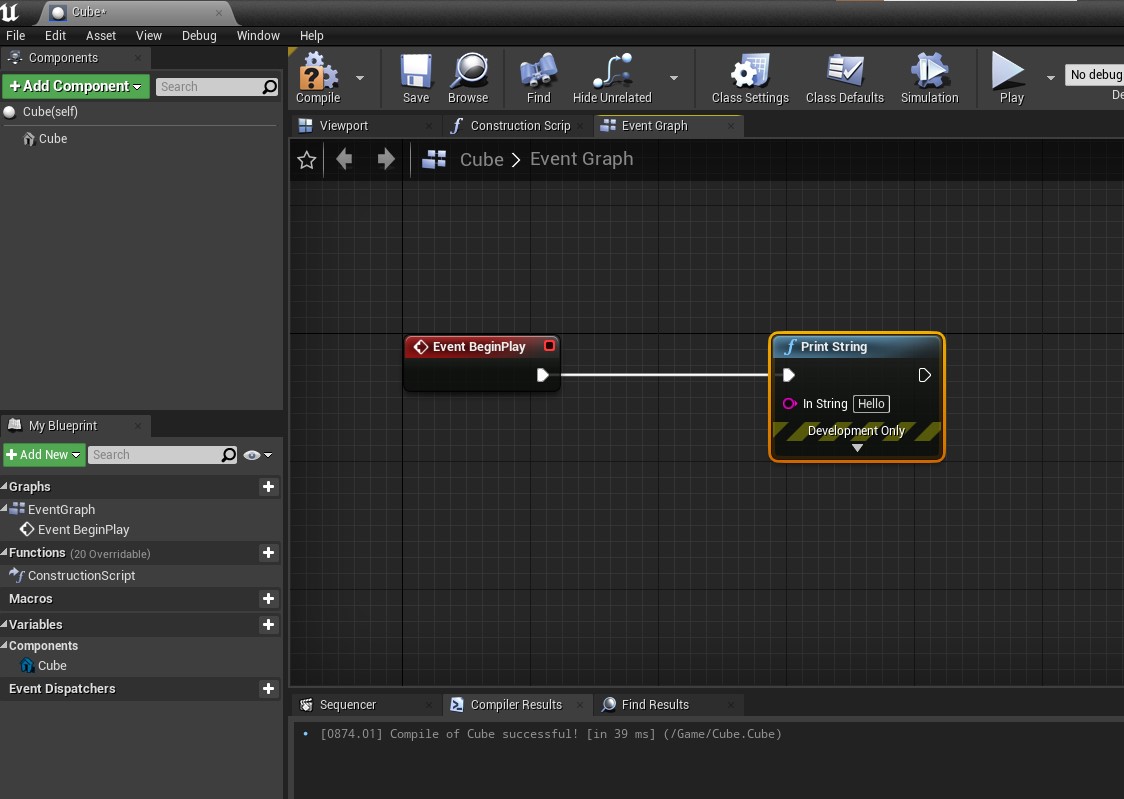 Cube*
File Edit Asset View Debug Window Help
Components
+Add Component Search
Cube(self)
Cube
Compile Save Browse Find Hide Unrelated Class Settings Class Defaults Simulation Play
No debug
De
Viewport Construction Scrip Event Graph
Cube > Event Graph
Event BeginPlay
Print String
In String Hello
Development Only
My Blueprint
+Add New Search
Graphs
EventGraph
Event BeginPlay
Functions (20 Overridable)
ConstructionScript
Macros
Variables
Components
Cube
Event Dispatchers
Sequencer Compiler Results Find Results
• [0874.01] Compile of Cube successful! [in 39 ms] (/Game/Cube.Cube)